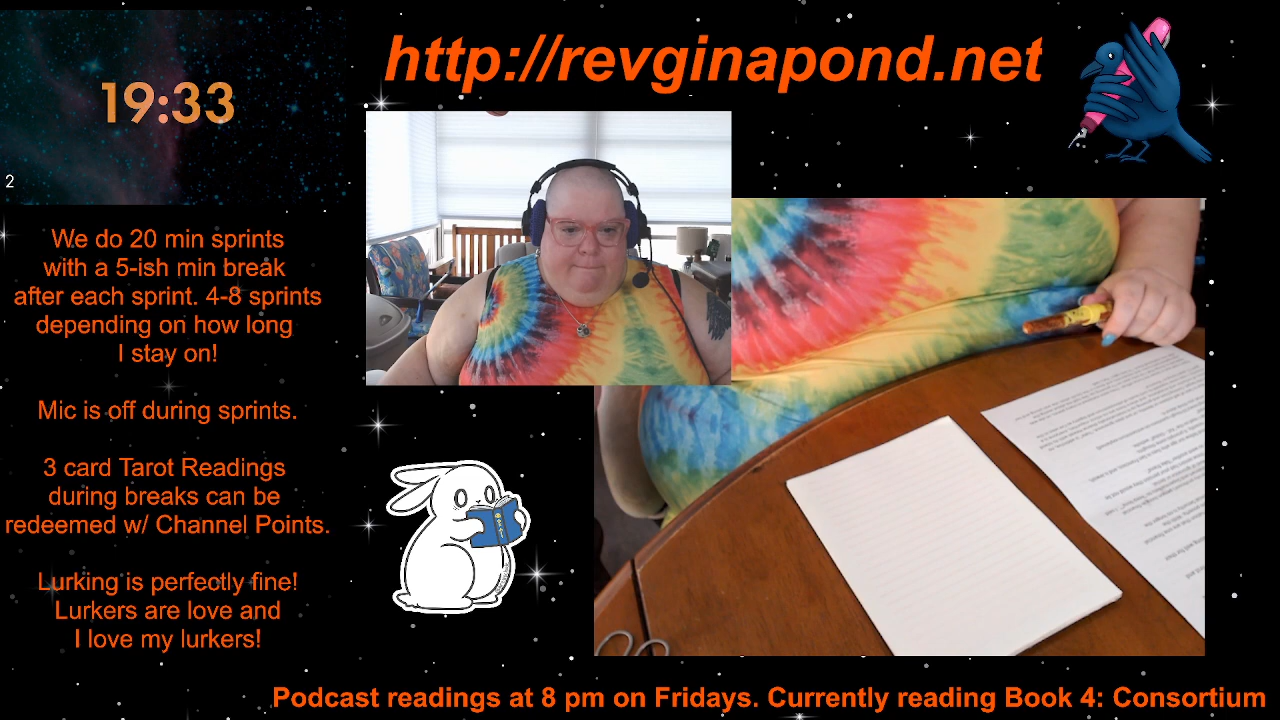 http://revginapond.net
19:33
2
We do 20 min sprints
with a 5-ish min break
after each sprint. 4-8 sprints
depending on how long
I stay on!
Mic is off during sprints.
3 card Tarot Readings
during breaks can be
redeemed w/ Channel Points.
Lurking is perfectly fine!
Lurkers are love and
I love my lurkers!
Podcast readings at 8 pm on Fridays. Currently reading Book 4: Consortium